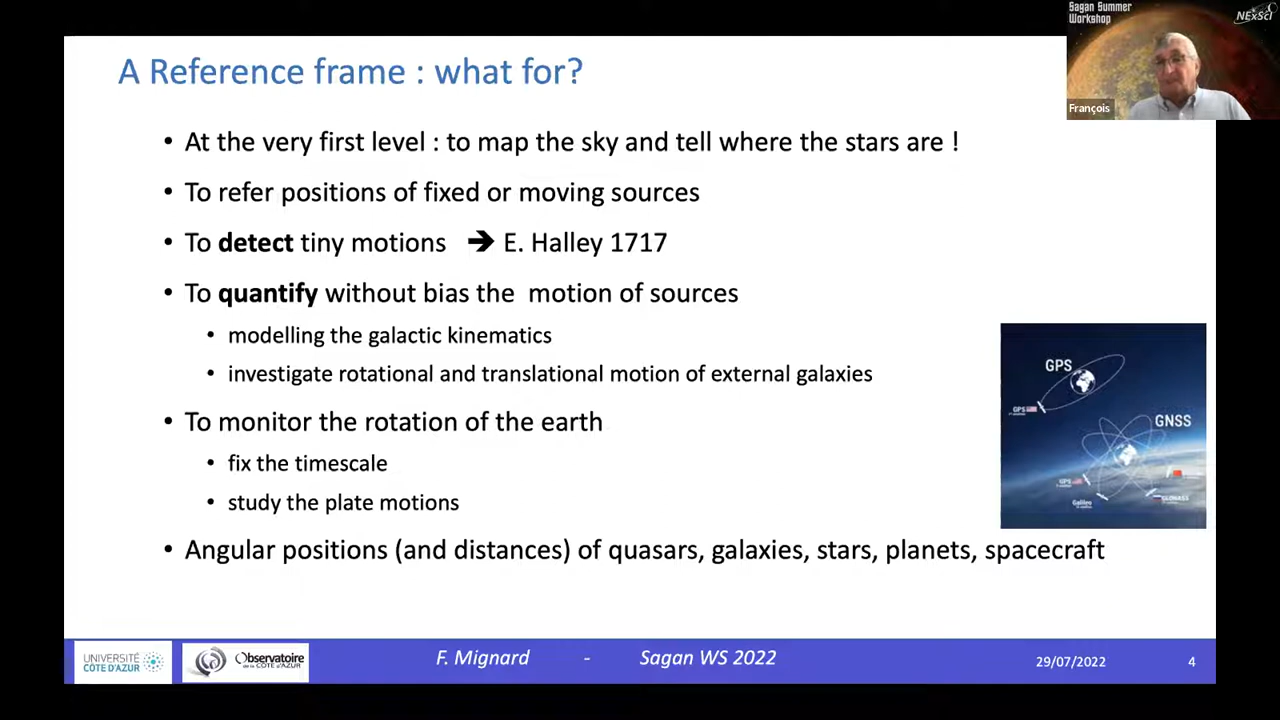 Sagan Summer
Workshop
NExScI
François
A Reference frame : what for?
• At the very first level : to map the sky and tell where the stars are !
• To refer positions of fixed or moving sources
• To detect tiny motions ➔ E. Halley 1717
• To quantify without bias the motion of sources
• modelling the galactic kinematics
• investigate rotational and translational motion of external galaxies
• To monitor the rotation of the earth
• fix the timescale
• study the plate motions
• Angular positions (and distances) of quasars, galaxies, stars, planets, spacecraft
GPS
GPS
GNSS
GPS
Galileo
GLONASS
UNIVERSITÉ
CÔTE D'AZUR
Observatoire
de la CÔTE d'AZUR
F. Mignard - Sagan WS 2022
29/07/2022
4